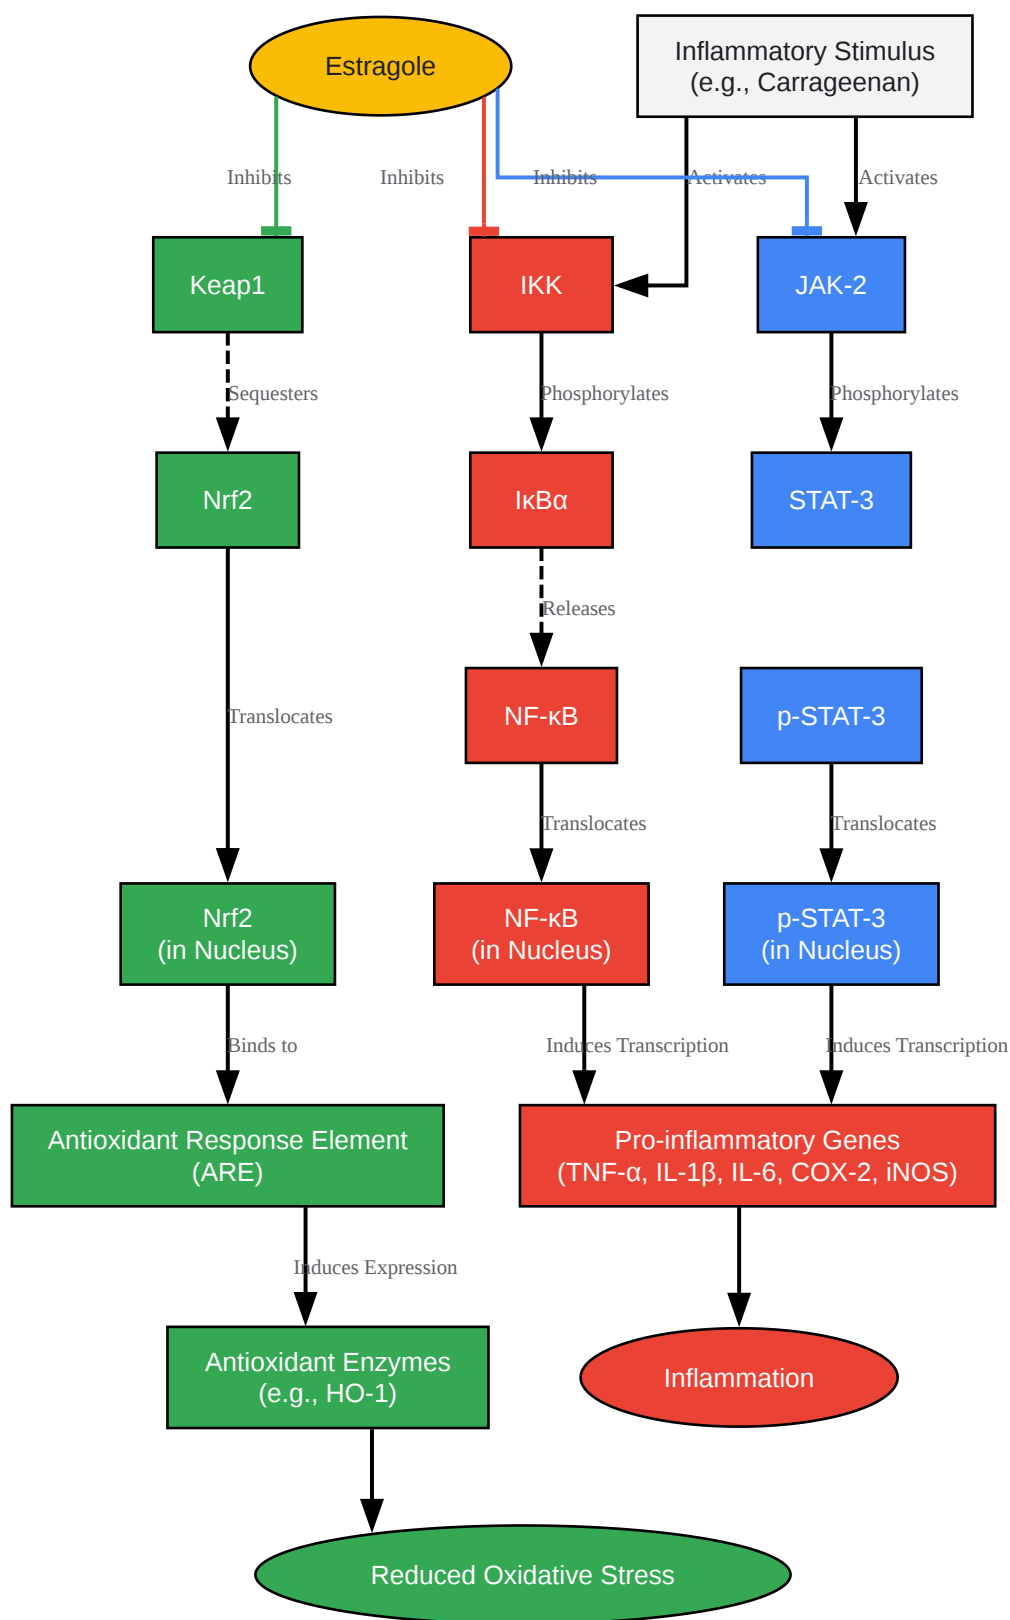 Estragole
Inflammatory Stimulus
(e.g., Carrageenan)
Inhibits
Inhibits
Inhibits
Activates
Activates
Keap1
IKK
JAK-2
Sequesters
Phosphorylates
Phosphorylates
Nrf2
IκBα
STAT-3
Releases
Translocates
NF-κB
p-STAT-3
Translocates
Translocates
Nrf2
(in Nucleus)
NF-κB
(in Nucleus)
p-STAT-3
(in Nucleus)
Binds to
Induces Transcription
Induces Transcription
Antioxidant Response Element
(ARE)
Pro-inflammatory Genes
(TNF-α, IL-1β, IL-6, COX-2, iNOS)
Induces Expression
Antioxidant Enzymes
(e.g., HO-1)
Inflammation
Reduced Oxidative Stress